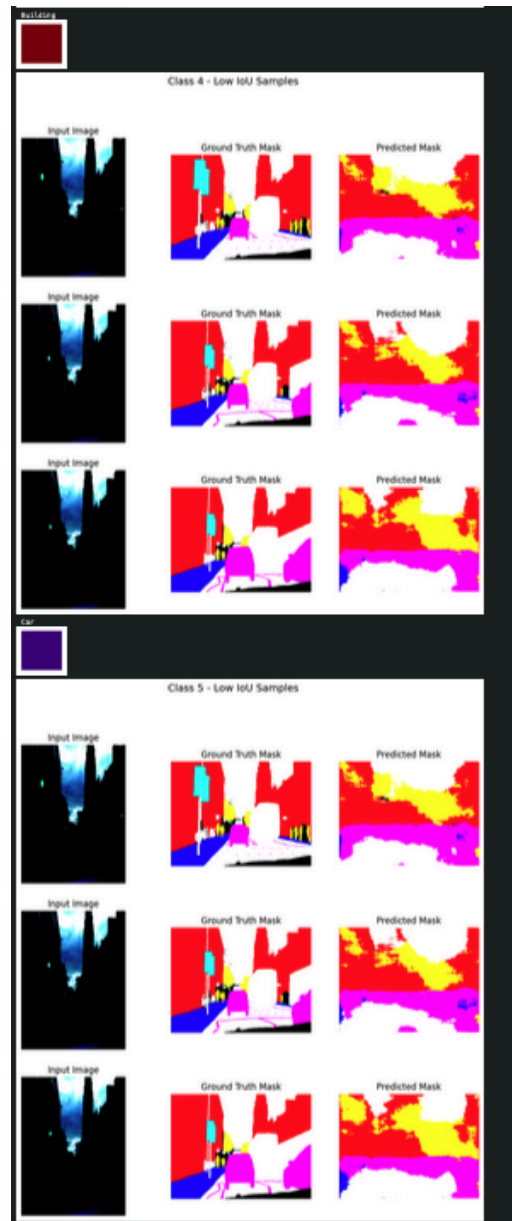 Building
Class 4 - Low IoU Samples
Input Image
Ground Truth Mask
Predicted Mask
Input Image
Ground Truth Mask
Predicted Mask
Input Image
Ground Truth Mask
Predicted Mask
Car
Class 5 - Low IoU Samples
Input Image
Ground Truth Mask
Predicted Mask
Input Image
Ground Truth Mask
Predicted Mask
Input Image
Ground Truth Mask
Predicted Mask